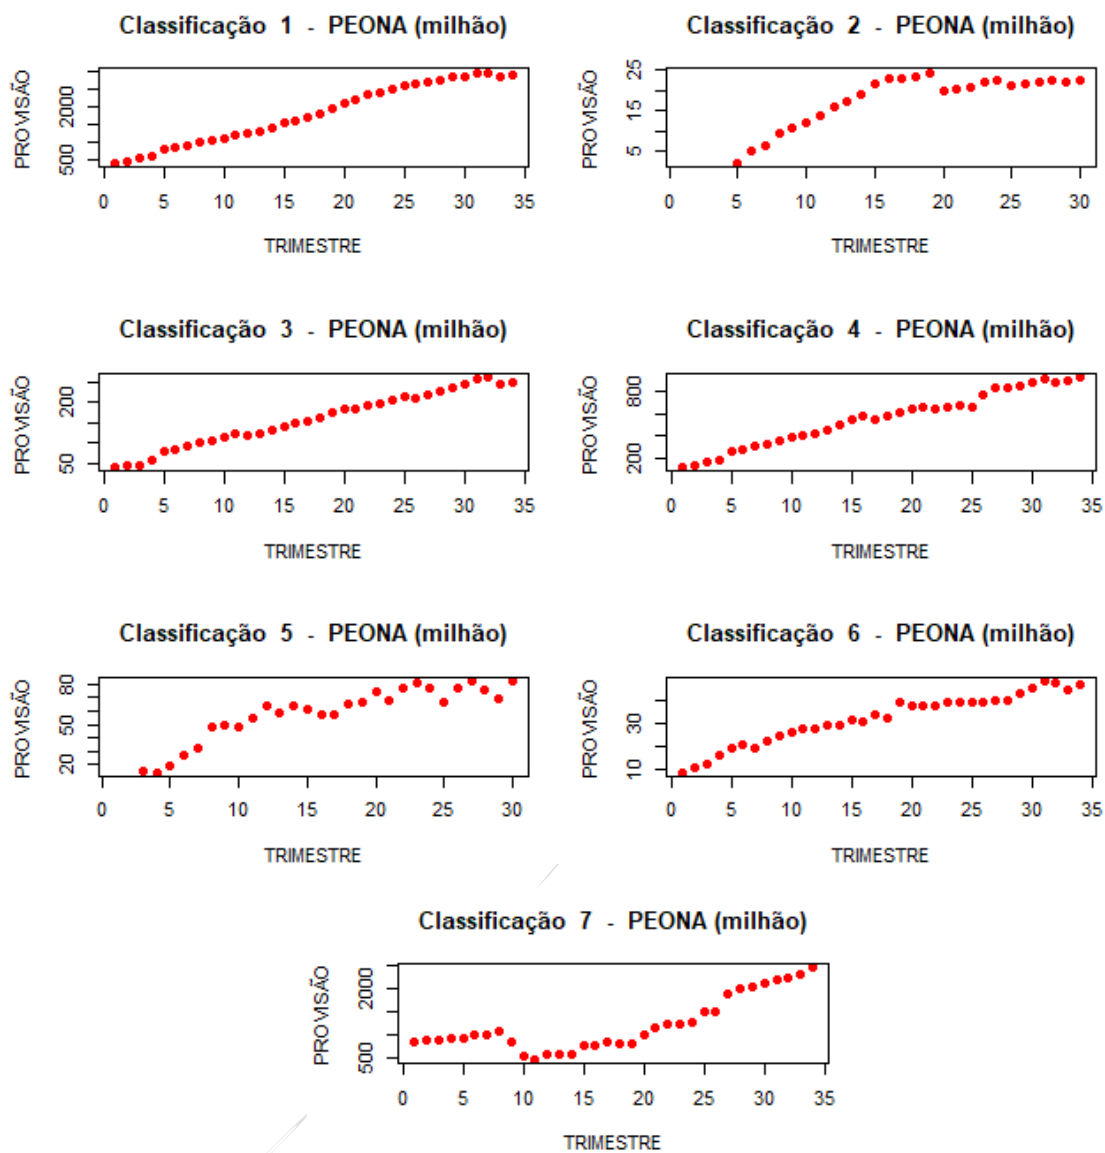 Classificação 1 - PEONA (milhão)
PROVISÃO
500 2000
0 5 10 15 20 25 30 35
TRIMESTRE
Classificação 2 - PEONA (milhão)
PROVISÃO
5 15 25
0 5 10 15 20 25 30
TRIMESTRE
Classificação 3 - PEONA (milhão)
PROVISÃO
50 200
0 5 10 15 20 25 30 35
TRIMESTRE
Classificação 4 - PEONA (milhão)
PROVISÃO
200 800
0 5 10 15 20 25 30 35
TRIMESTRE
Classificação 5 - PEONA (milhão)
PROVISÃO
20 50 80
0 5 10 15 20 25 30
TRIMESTRE
Classificação 6 - PEONA (milhão)
PROVISÃO
10 30
0 5 10 15 20 25 30 35
TRIMESTRE
Classificação 7 - PEONA (milhão)
PROVISÃO
500 2000
0 5 10 15 20 25 30 35
TRIMESTRE